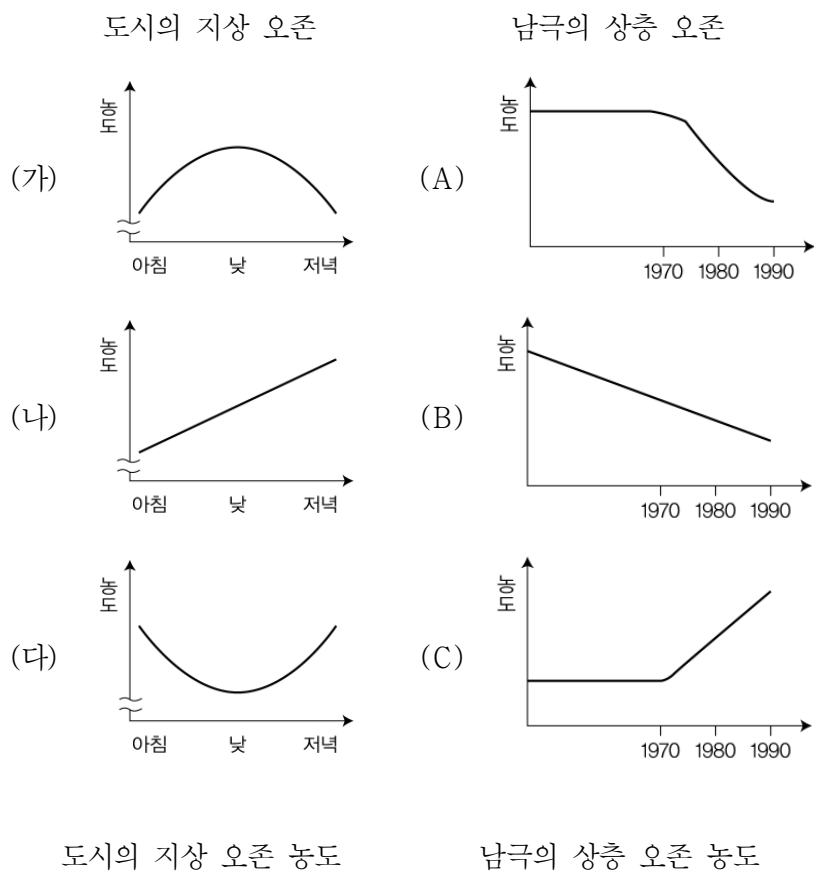 도시의 지상 오존 남극의 상층 오존
(가) 농도 아침 낮 저녁
(A) 농도 1970 1980 1990
(나) 농도 아침 낮 저녁
(B) 농도 1970 1980 1990
(다) 농도 아침 낮 저녁
(C) 농도 1970 1980 1990
도시의 지상 오존 농도 남극의 상층 오존 농도